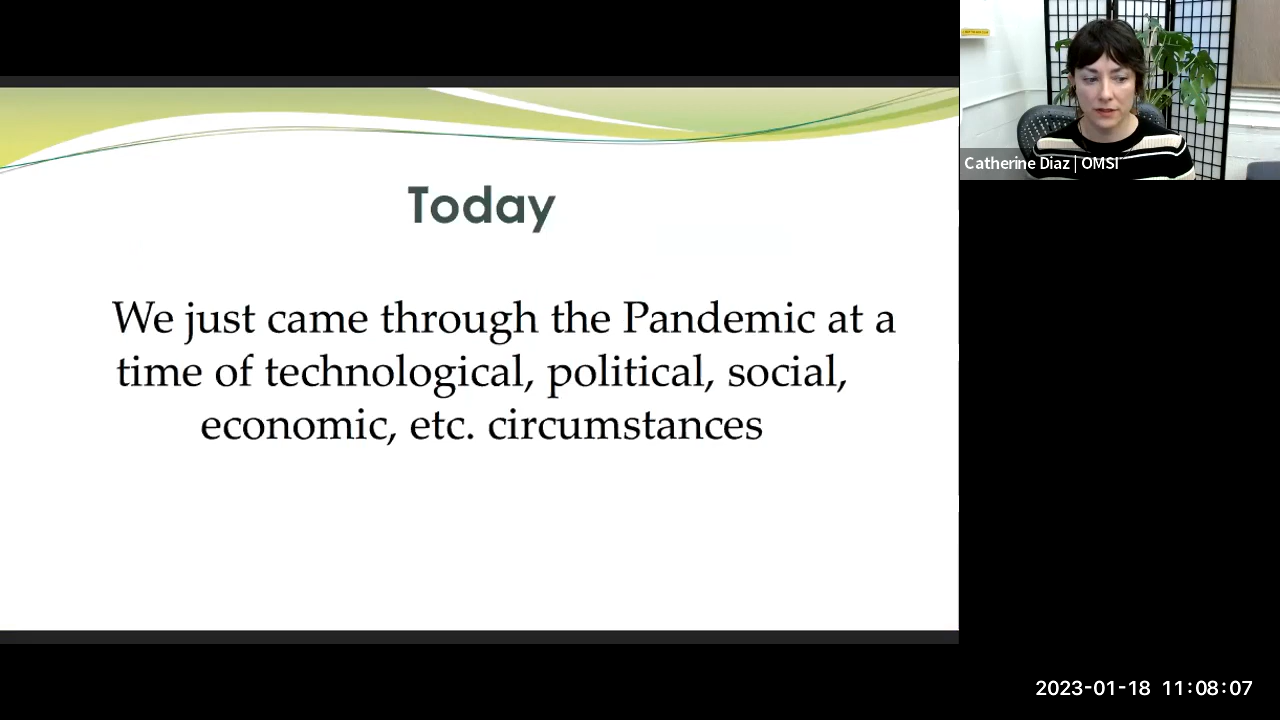 Today
We just came through the Pandemic at a
time of technological, political, social,
economic, etc. circumstances
Catherine Diaz | OMSI
2023-01-18 11:08:07